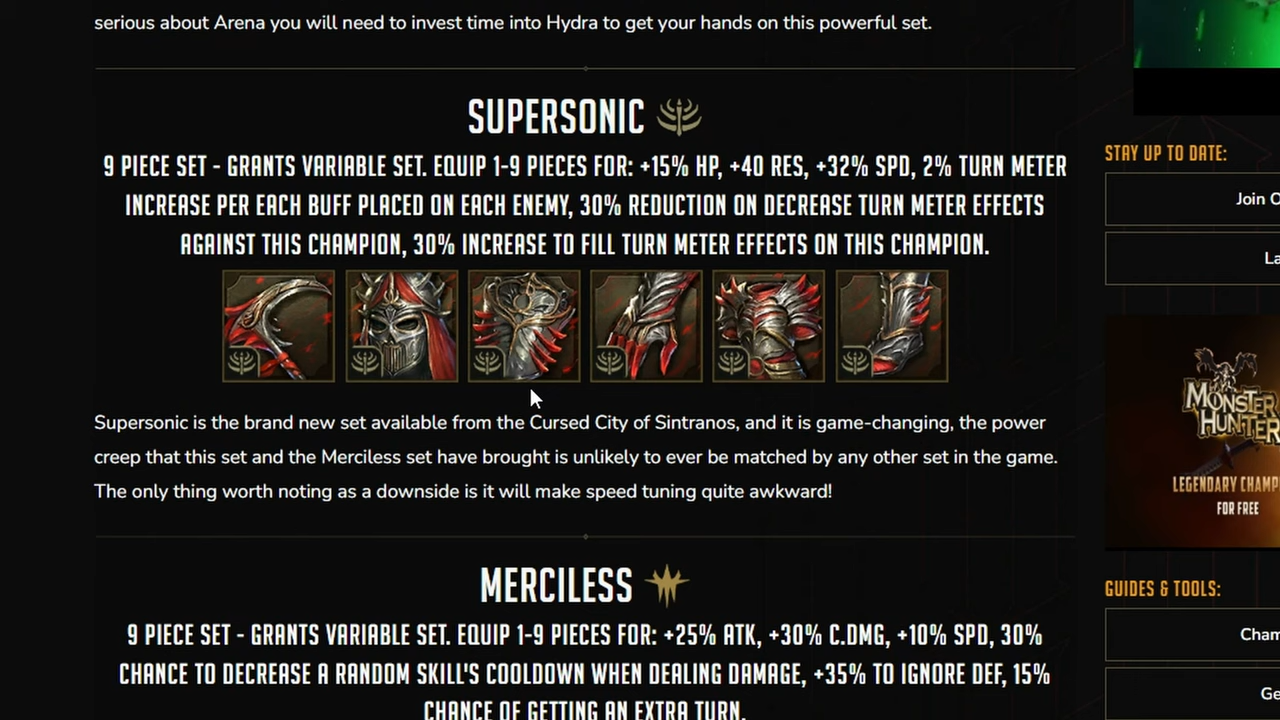 serious about Arena you will need to invest time into Hydra to get your hands on this powerful set.
SUPERSONIC
9 PIECE SET - GRANTS VARIABLE SET. EQUIP 1-9 PIECES FOR: +15% HP, +40 RES, +32% SPD, 2% TURN METER
INCREASE PER EACH BUFF PLACED ON EACH ENEMY, 30% REDUCTION ON DECREASE TURN METER EFFECTS
AGAINST THIS CHAMPION, 30% INCREASE TO FILL TURN METER EFFECTS ON THIS CHAMPION.
Supersonic is the brand new set available from the Cursed City of Sintranos, and it is game-changing, the power
creep that this set and the Merciless set have brought is unlikely to ever be matched by any other set in the game.
The only thing worth noting as a downside is it will make speed tuning quite awkward!
MERCILESS
9 PIECE SET - GRANTS VARIABLE SET. EQUIP 1-9 PIECES FOR: +25% ATK, +30% C.DMG, +10% SPD, 30%
CHANCE TO DECREASE A RANDOM SKILL'S COOLDOWN WHEN DEALING DAMAGE, +35% TO IGNORE DEF, 15%
CHANCE OF GETTING AN EXTRA TURN.
STAY UP TO DATE:
Join
La
MONSTER
HUNTER
LEGENDARY CHAMP
FOR FREE
GUIDES & TOOLS:
Cham
Ge